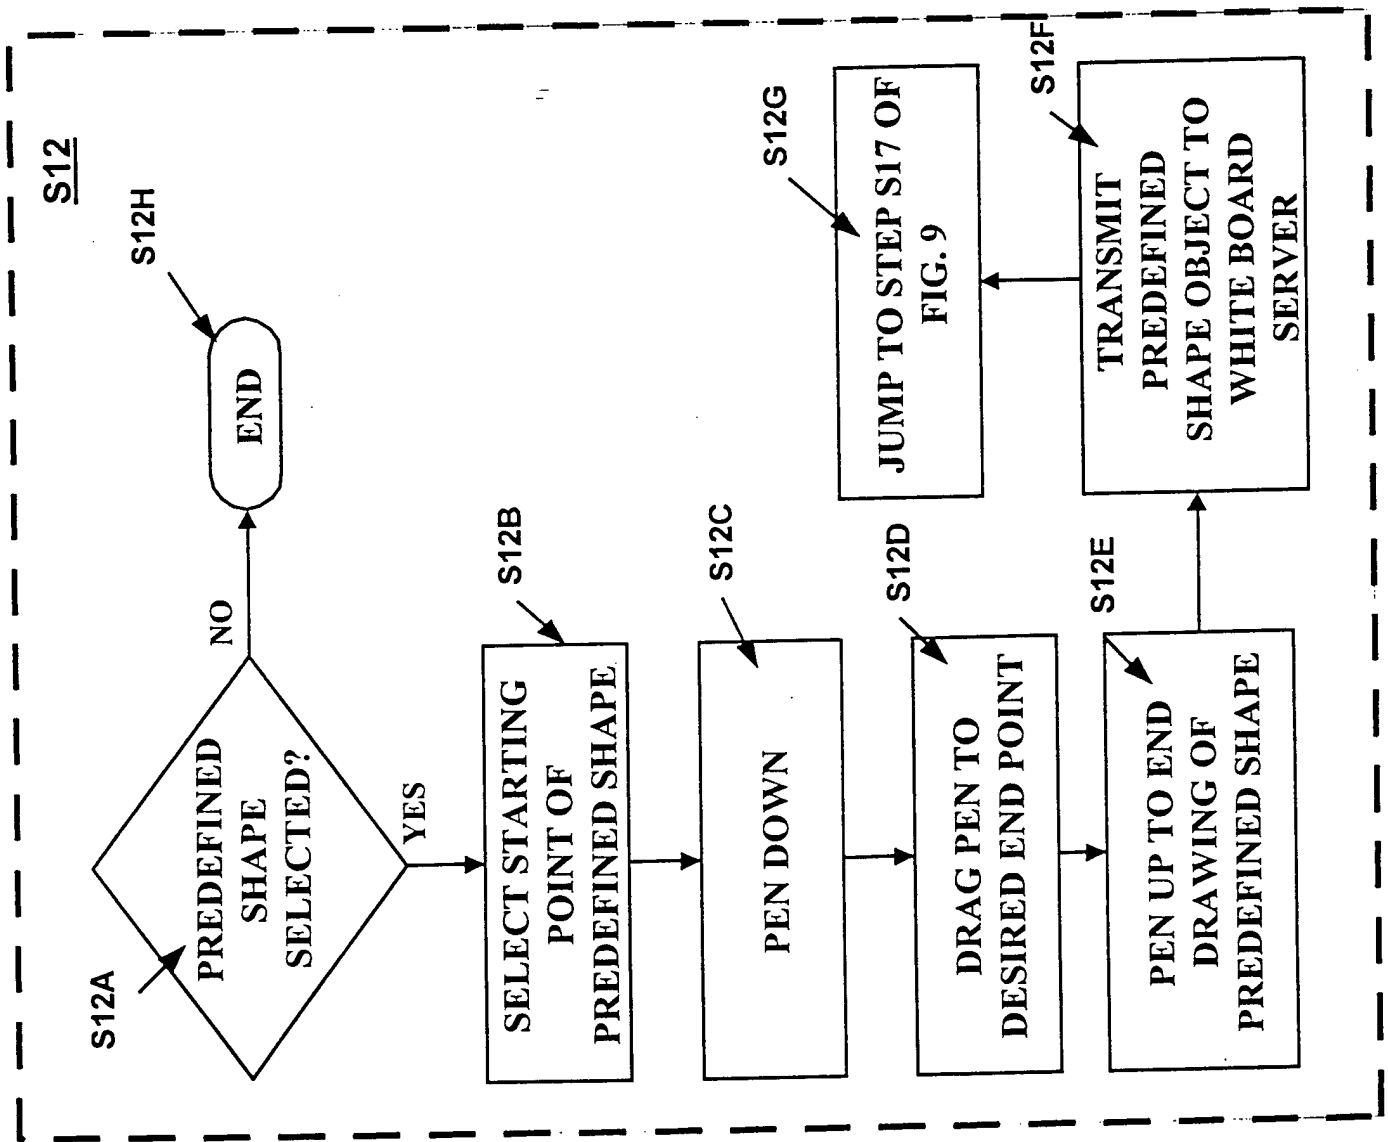 S12
S12A
PREDEFINED
SHAPE
SELECTED?
NO
S12H
END
YES
S12B
SELECT STARTING
POINT OF
PREDEFINED SHAPE
S12C
PEN DOWN
S12D
DRAG PEN TO
DESIRED END POINT
S12E
PEN UP TO END
DRAWING OF
PREDEFINED SHAPE
S12F
TRANSMIT
PREDEFINED
SHAPE OBJECT TO
WHITE BOARD
SERVER
S12G
JUMP TO STEP S17 OF
FIG. 9